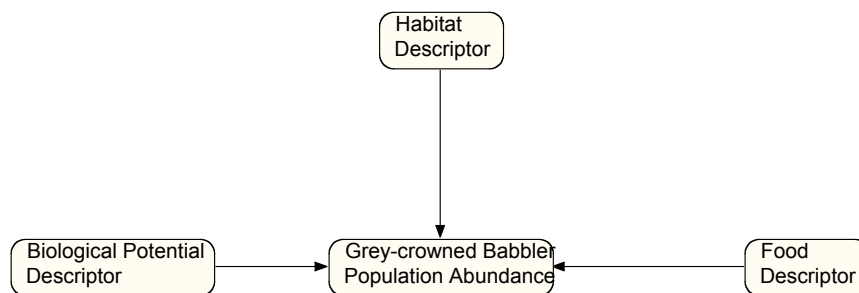 Habitat
Descriptor
Biological Potential
Descriptor
Grey-crowned Babbler
Population Abundance
Food
Descriptor